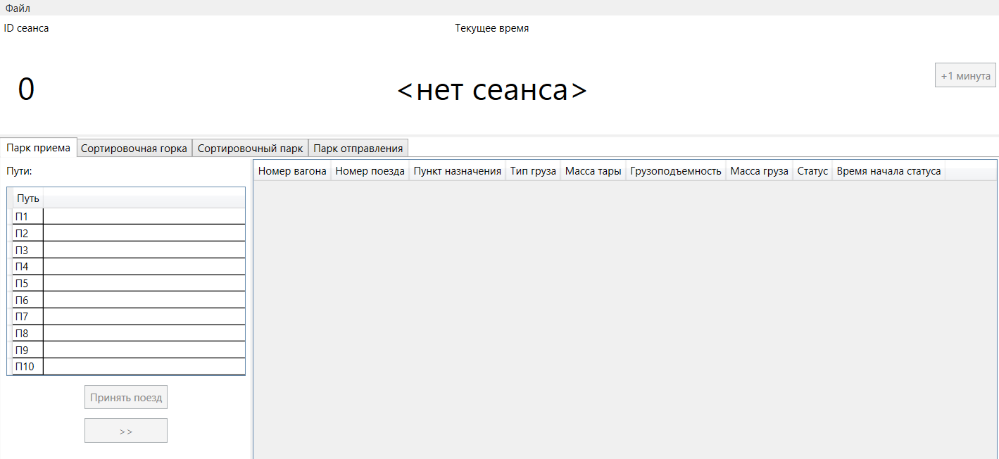 Файл
ID сеанса Текущее время
0 <нет сеанса> +1 минута
Парк приема Сортировочная горка Сортировочный парк Парк отправления
Пути:
Номер вагона Номер поезда Пункт назначения Тип груза Масса тары Грузоподъемность Масса груза Статус Время начала статуса
Путь
П1
П2
П3
П4
П5
П6
П7
П8
П9
П10
Принять поезд
>>